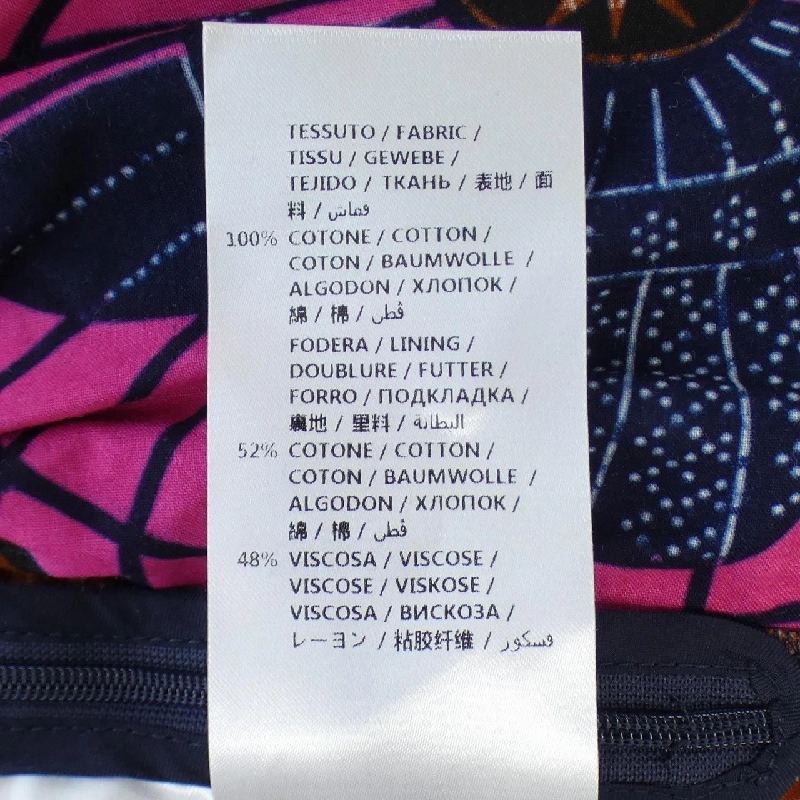 TESSUTO / FABRIC /
TISSU / GEWEBE /
TEJIDO / ТКАНЬ / 表地 / 面
料 / قماش
100% COTONE / COTTON /
COTON / BAUMWOLLE /
ALGODON / ХЛОПОК /
綿 / 棉 / قطن
FODERA / LINING /
DOUBLURE / FUTTER /
FORRO / ПОДКЛАДКА /
裏地 / 里料 / البطانة
52% COTONE / COTTON /
COTON / BAUMWOLLE /
ALGODON / ХЛОПОК /
綿 / 棉 / قطن
48% VISCOSA / VISCOSE /
VISCOSE / VISKOSE /
VISCOSA / ВИСКОЗА /
レーヨン / 粘胶纤维 / فسكور